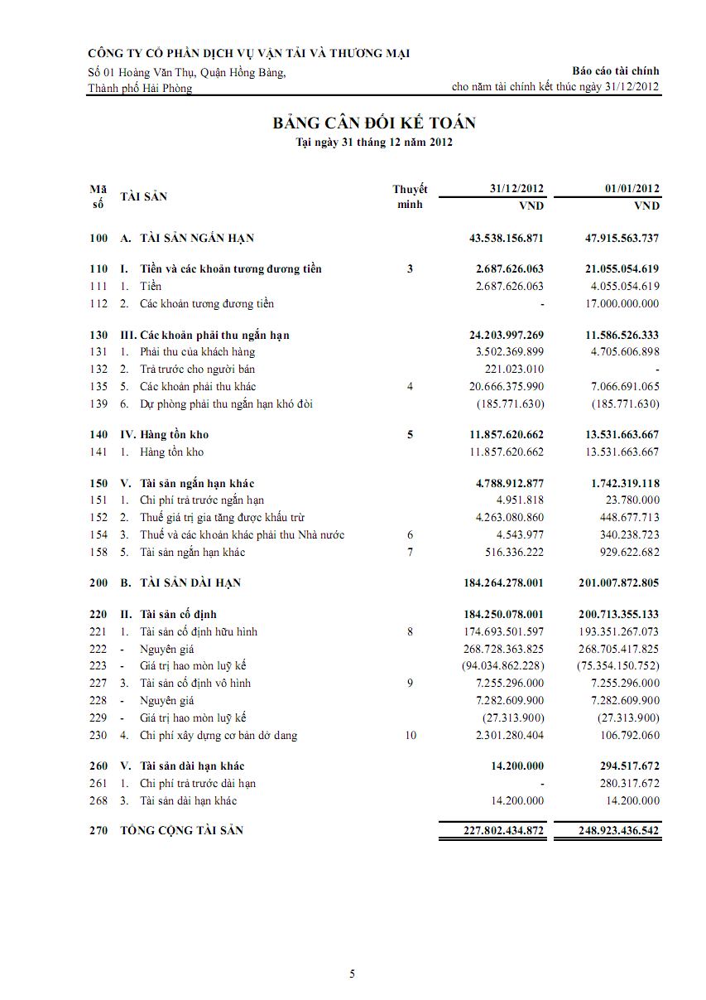 CÔNG TY CỔ PHẦN DỊCH VỤ VẬN TẢI VÀ THƯƠNG MẠI
Số 01 Hoàng Văn Thụ, Quận Hồng Bàng, Báo cáo tài chính
Thành phố Hải Phòng cho năm tài chính kết thúc ngày 31/12/2012
BẢNG CÂN ĐỐI KẾ TOÁN
Tại ngày 31 tháng 12 năm 2012
Mã số TÀI SẢN Thuyết minh 31/12/2012 01/01/2012
VND VND
100 A. TÀI SẢN NGẮN HẠN 43.538.156.871 47.915.563.737
110 I. Tiền và các khoản tương đương tiền 3 2.687.626.063 21.055.054.619
111 1. Tiền 2.687.626.063 4.055.054.619
112 2. Các khoản tương đương tiền - 17.000.000.000
130 III. Các khoản phải thu ngắn hạn 24.203.997.269 11.586.526.333
131 1. Phải thu của khách hàng 3.502.369.899 4.705.606.898
132 2. Trả trước cho người bán 221.023.010 -
135 5. Các khoản phải thu khác 4 20.666.375.990 7.066.691.065
139 6. Dự phòng phải thu ngắn hạn khó đòi (185.771.630) (185.771.630)
140 IV. Hàng tồn kho 5 11.857.620.662 13.531.663.667
141 1. Hàng tồn kho 11.857.620.662 13.531.663.667
150 V. Tài sản ngắn hạn khác 4.788.912.877 1.742.319.118
151 1. Chi phí trả trước ngắn hạn 4.951.818 23.780.000
152 2. Thuế giá trị gia tăng được khấu trừ 4.263.080.860 448.677.713
154 3. Thuế và các khoản khác phải thu Nhà nước 6 4.543.977 340.238.723
158 5. Tài sản ngắn hạn khác 7 516.336.222 929.622.682
200 B. TÀI SẢN DÀI HẠN 184.264.278.001 201.007.872.805
220 II. Tài sản cố định 184.250.078.001 200.713.355.133
221 1. Tài sản cố định hữu hình 8 174.693.501.597 193.351.267.073
222 - Nguyên giá 268.728.363.825 268.705.417.825
223 - Giá trị hao mòn luỹ kế (94.034.862.228) (75.354.150.752)
227 3. Tài sản cố định vô hình 9 7.255.296.000 7.255.296.000
228 - Nguyên giá 7.282.609.900 7.282.609.900
229 - Giá trị hao mòn luỹ kế (27.313.900) (27.313.900)
230 4. Chi phí xây dựng cơ bản dở dang 10 2.301.280.404 106.792.060
260 V. Tài sản dài hạn khác 14.200.000 294.517.672
261 1. Chi phí trả trước dài hạn - 280.317.672
268 3. Tài sản dài hạn khác 14.200.000 14.200.000
270 TỔNG CỘNG TÀI SẢN 227.802.434.872 248.923.436.542
5